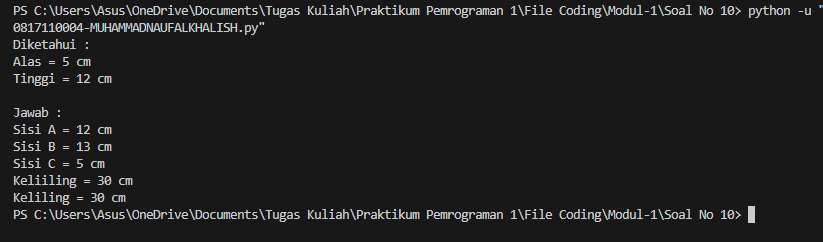 PS C:\Users\Asus\OneDrive\Documents\Tugas Kuliah\Praktikum Pemrograman 1\File Coding\Modul-1\Soal No 10> python -u "
0817110004-MUHAMMADNAUFALKHALISH.py"
Diketahui :
Alas = 5 cm
Tinggi = 12 cm

Jawab :
Sisi A = 12 cm
Sisi B = 13 cm
Sisi C = 5 cm
Keliiling = 30 cm
Keliling = 30 cm
PS C:\Users\Asus\OneDrive\Documents\Tugas Kuliah\Praktikum Pemrograman 1\File Coding\Modul-1\Soal No 10>